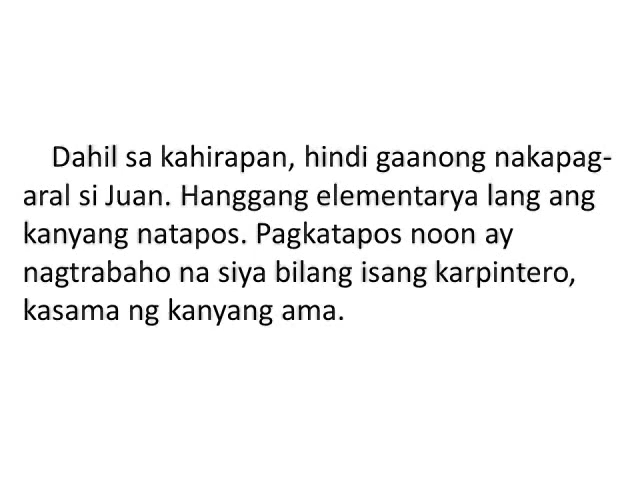 Dahil sa kahirapan, hindi gaanong nakapag-
aral si Juan. Hanggang elementarya lang ang
kanyang natapos. Pagkatapos noon ay
nagtrabaho na siya bilang isang karpintero,
kasama ng kanyang ama.